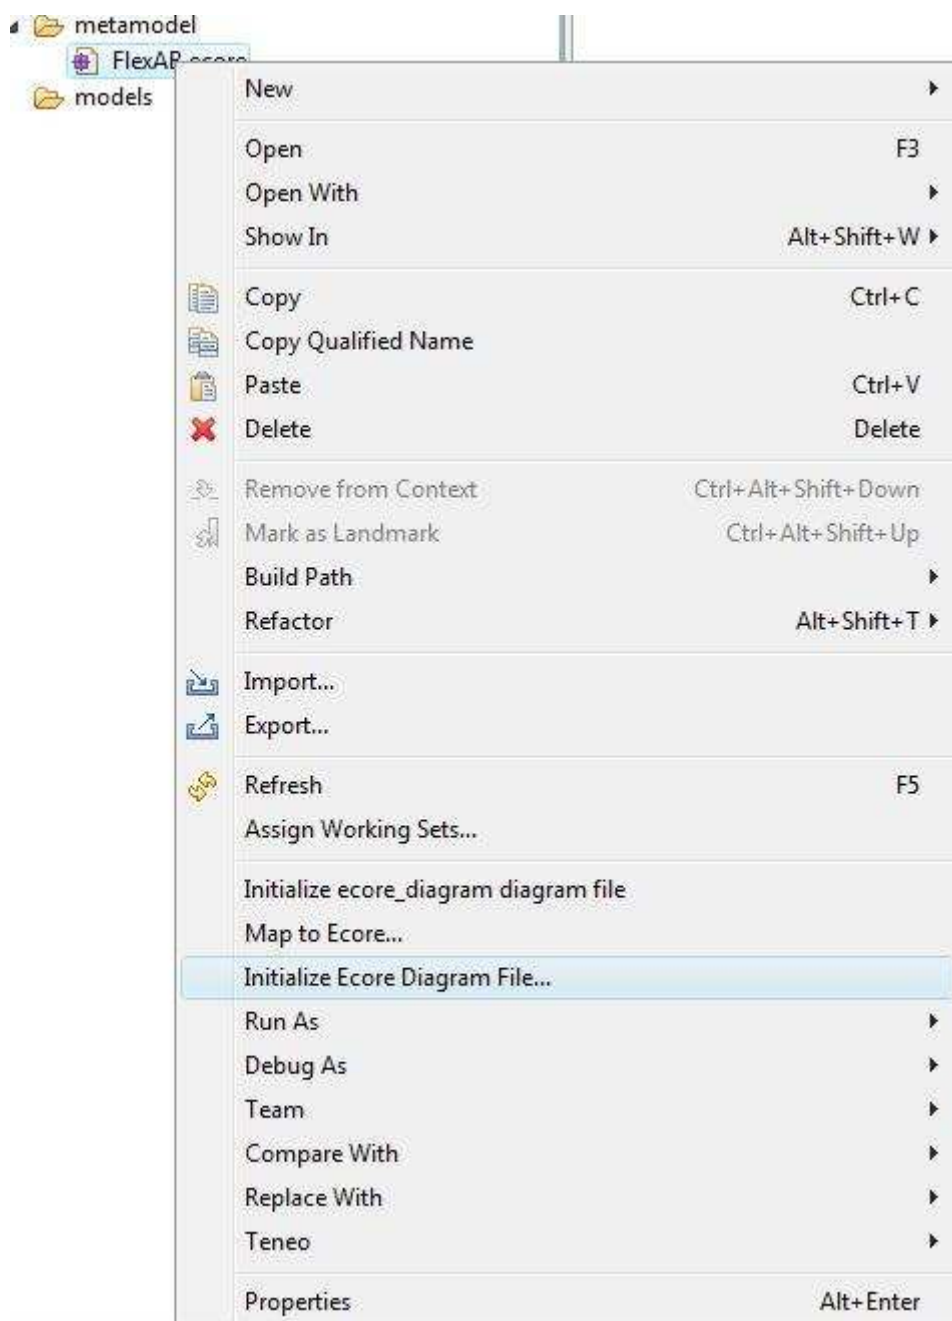 metamodel
FlexAB.ecore
models
New
Open F3
Open With
Show In Alt+Shift+W
Copy Ctrl+C
Copy Qualified Name
Paste Ctrl+V
Delete Delete
Remove from Context Ctrl+Alt+Shift+Down
Mark as Landmark Ctrl+Alt+Shift+Up
Build Path
Refactor Alt+Shift+T
Import...
Export...
Refresh F5
Assign Working Sets...
Initialize ecore_diagram diagram file
Map to Ecore...
Initialize Ecore Diagram File...
Run As
Debug As
Team
Compare With
Replace With
Teneo
Properties Alt+Enter